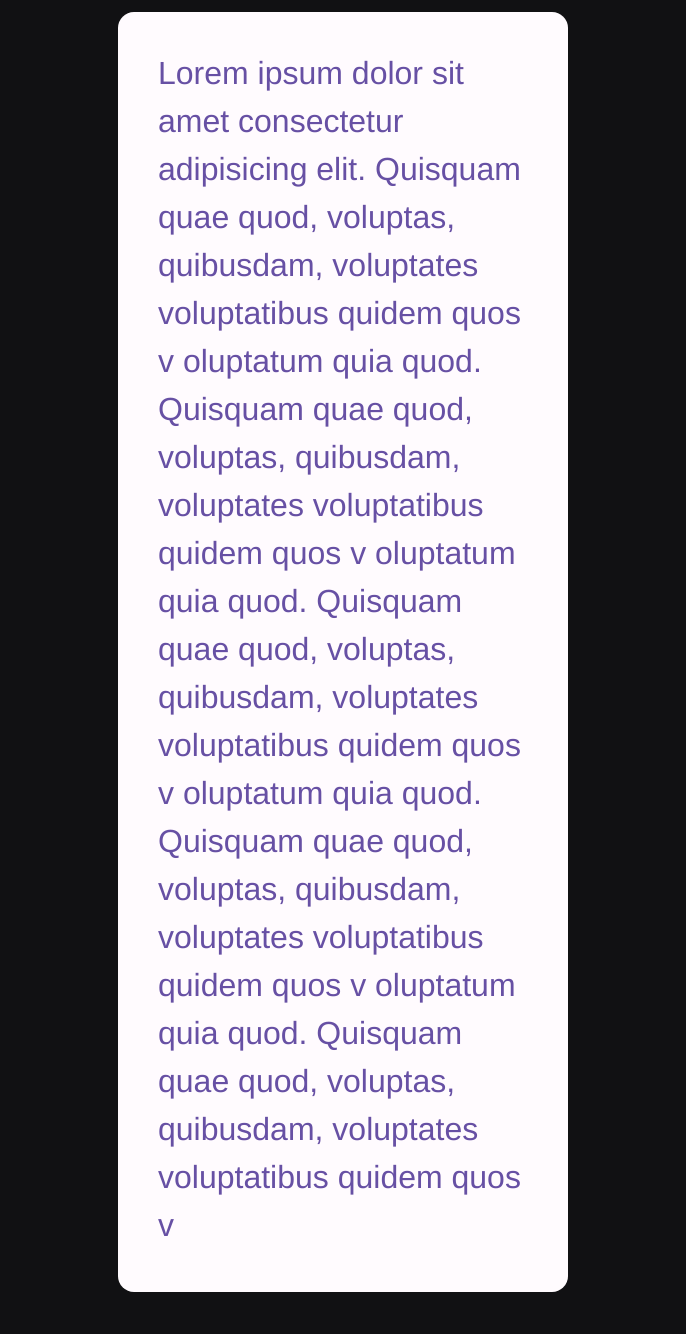 Lorem ipsum dolor sit
amet consectetur
adipisicing elit. Quisquam
quae quod, voluptas,
quibusdam, voluptates
voluptatibus quidem quos
v oluptatum quia quod.
Quisquam quae quod,
voluptas, quibusdam,
voluptates voluptatibus
quidem quos v oluptatum
quia quod. Quisquam
quae quod, voluptas,
quibusdam, voluptates
voluptatibus quidem quos
v oluptatum quia quod.
Quisquam quae quod,
voluptas, quibusdam,
voluptates voluptatibus
quidem quos v oluptatum
quia quod. Quisquam
quae quod, voluptas,
quibusdam, voluptates
voluptatibus quidem quos
v